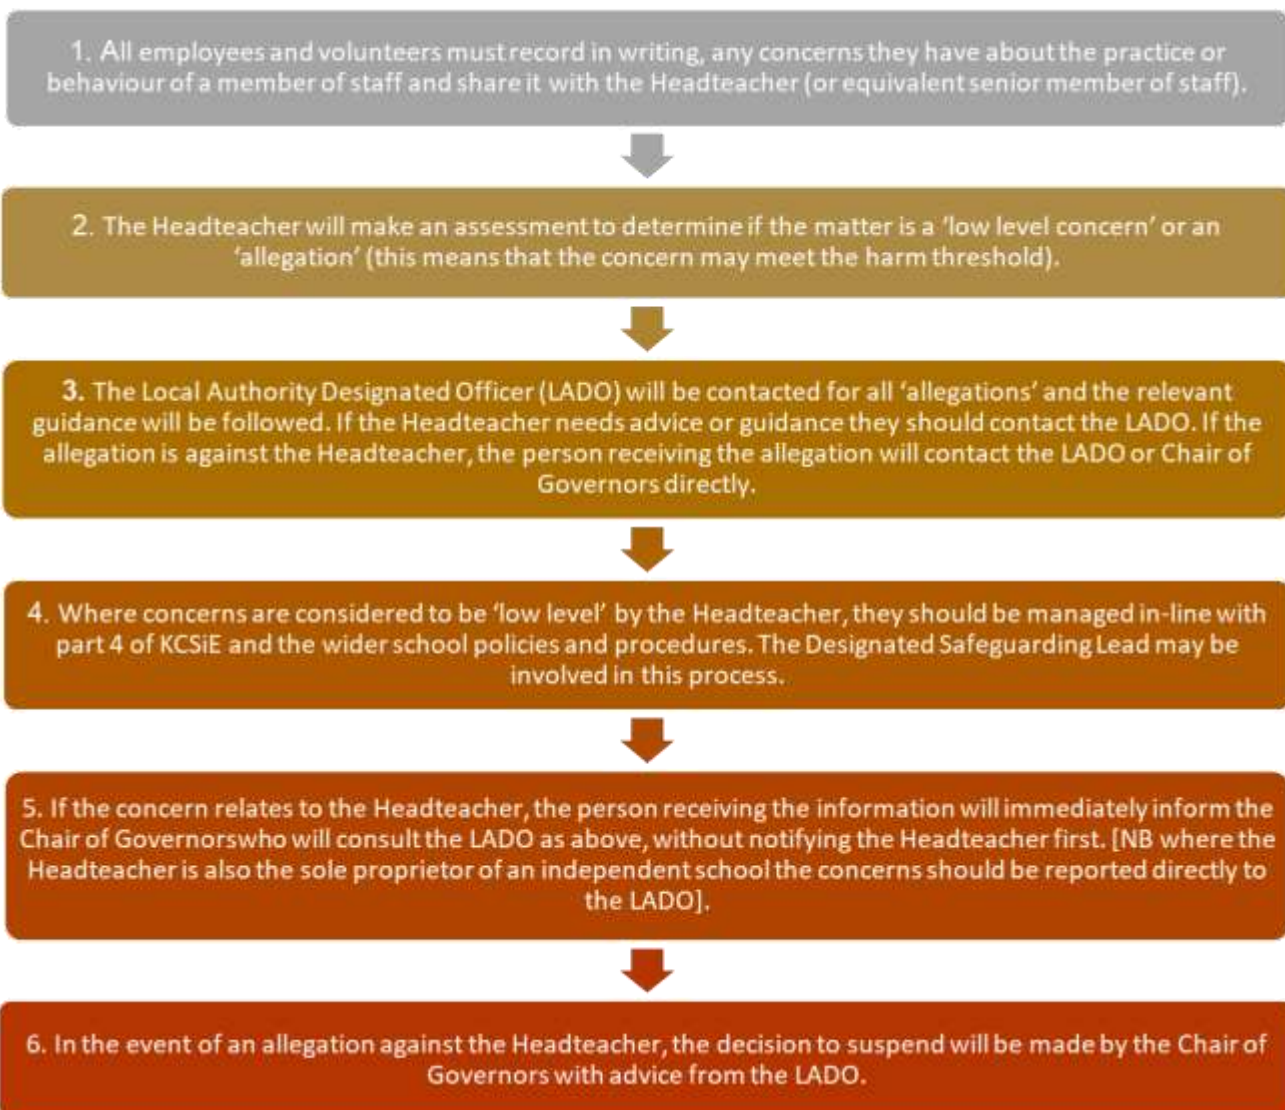 1. All employees and volunteers must record in writing, any concerns they have about the practice or
behaviour of a member of staff and share it with the Headteacher (or equivalent senior member of staff).
2. The Headteacher will make an assessment to determine if the matter is a ‘low level concern’ or an
‘allegation’ (this means that the concern may meet the harm threshold).
3. The Local Authority Designated Officer (LADO) will be contacted for all ‘allegations’ and the relevant
guidance will be followed. If the Headteacher needs advice or guidance they should contact the LADO. If the
allegation is against the Headteacher, the person receiving the allegation will contact the LADO or Chair of
Governors directly.
4. Where concerns are considered to be ‘low level’ by the Headteacher, they should be managed in-line with
part 4 of KCSiE and the wider school policies and procedures. The Designated Safeguarding Lead may be
involved in this process.
5. If the concern relates to the Headteacher, the person receiving the information will immediately inform the
Chair of Governorswho will consult the LADO as above, without notifying the Headteacher first. [NB where the
Headteacher is also the sole proprietor of an independent school the concerns should be reported directly to
the LADO].
6. In the event of an allegation against the Headteacher, the decision to suspend will be made by the Chair of
Governors with advice from the LADO.